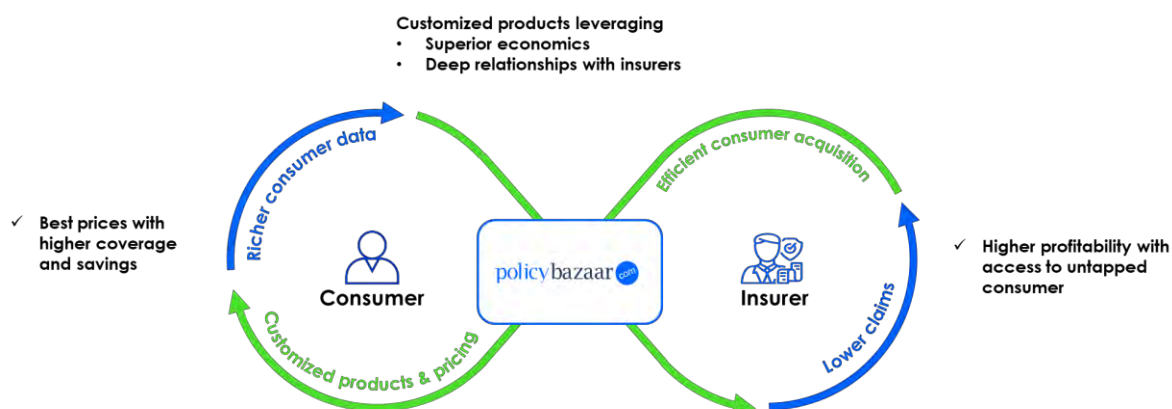 Customized products leveraging
• Superior economics
• Deep relationships with insurers
Richer consumer data
Efficient consumer acquisition
✓ Best prices with
higher coverage
and savings
Consumer
policybazaar com
Insurer
✓ Higher profitability with
access to untapped
consumer
Customized products & pricing
Lower claims